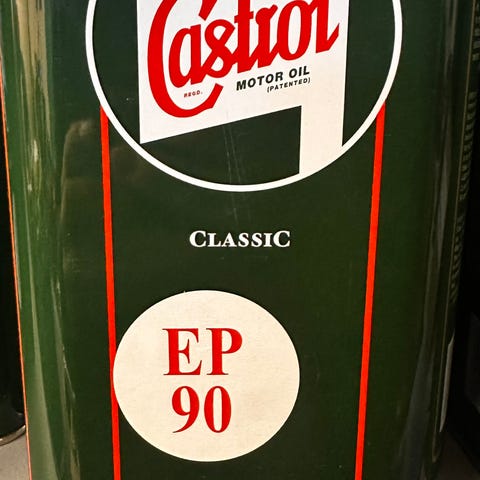 Castrol
REGD.
MOTOR OIL
(PATENTED)
CLASSIC
EP
90